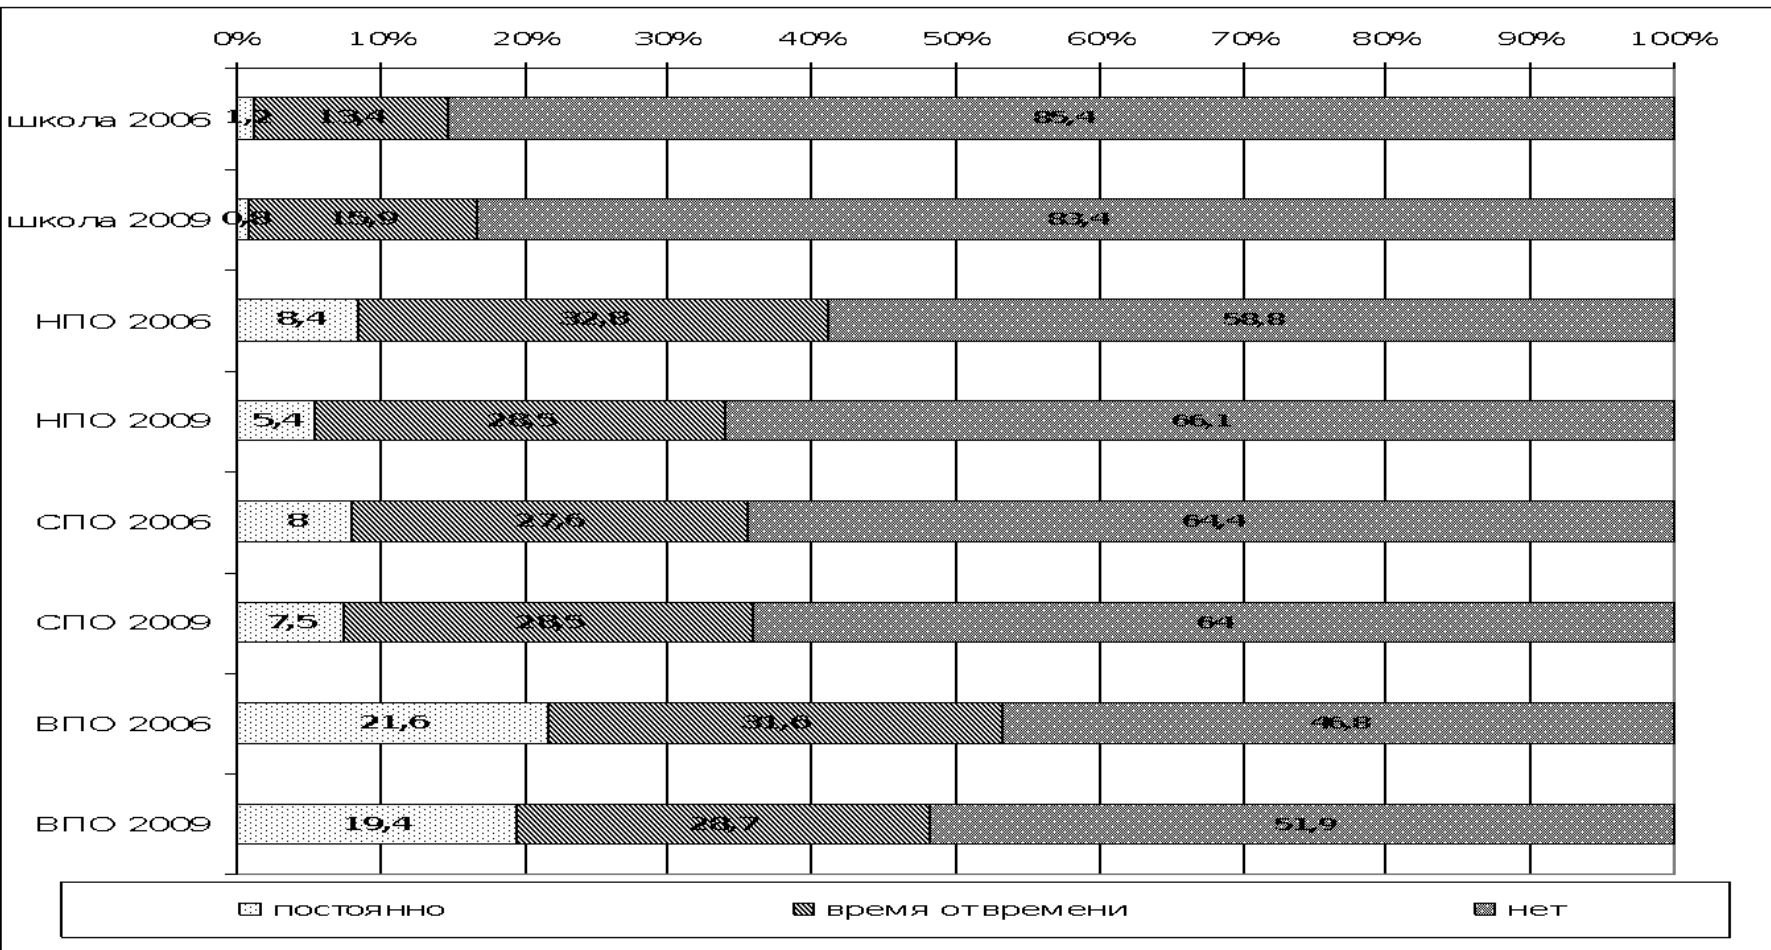 0% 10% 20% 30% 40% 50% 60% 70% 80% 90% 100%
школа 2006 1,2 13,4 85,4
школа 2009 0,8 15,9 83,4
НПО 2006 8,4 32,8 58,8
НПО 2009 5,4 28,5 66,1
СПО 2006 8 27,6 64,4
СПО 2009 7,5 28,5 64
ВПО 2006 21,6 31,6 46,8
ВПО 2009 19,4 28,7 51,9
постоянно время отвремени нет